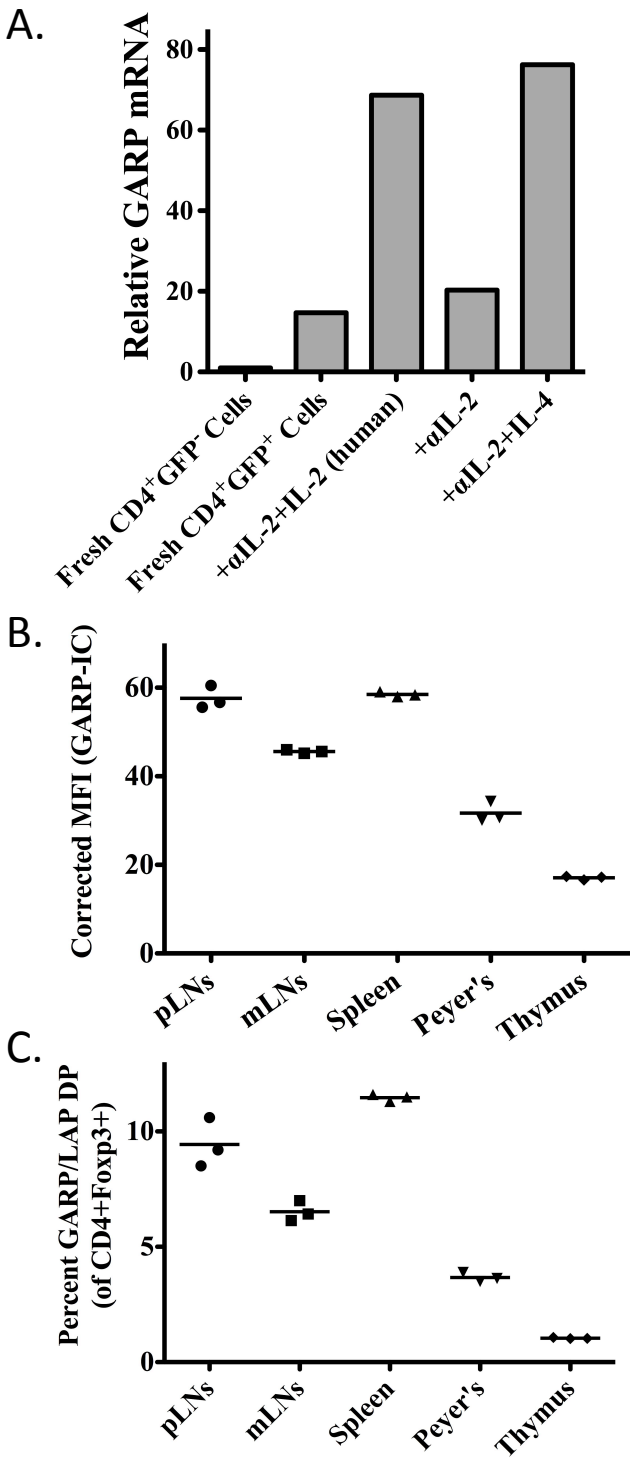 A.
Relative GARP mRNA
80
60
40
20
0
Fresh CD4⁺GFP⁻ Cells
Fresh CD4⁺GFP⁺ Cells
+αIL-2+IL-2 (human)
+αIL-2
+αIL-2+IL-4
B.
Corrected MFI (GARP-IC)
60
40
20
0
pLNs
mLNs
Spleen
Peyer's
Thymus
C.
Percent GARP/LAP DP
(of CD4+Foxp3+)
10
5
0
pLNs
mLNs
Spleen
Peyer's
Thymus